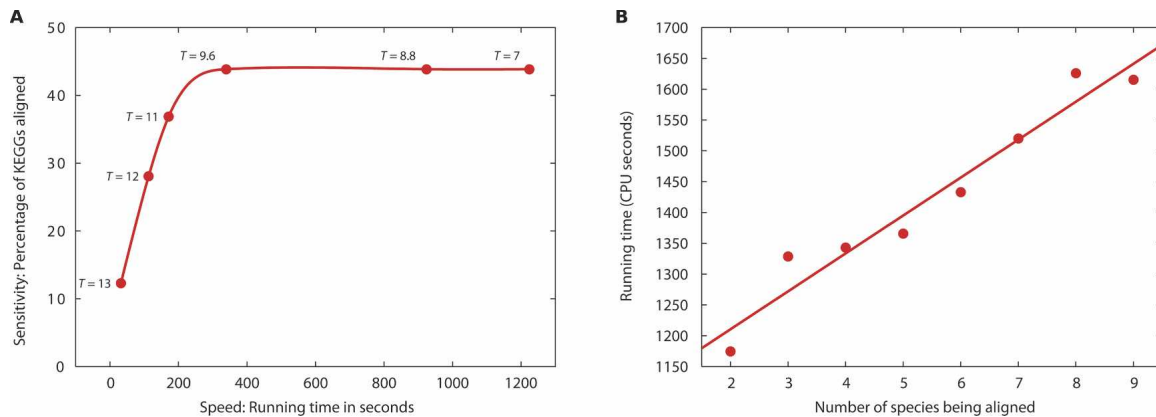 A
Sensitivity: Percentage of KEGGs aligned
50
40
30
20
10
0
T = 9.6
T = 8.8
T = 7
T = 11
T = 12
T = 13
0 200 400 600 800 1000 1200
Speed: Running time in seconds
B
Running time (CPU seconds)
1700
1650
1600
1550
1500
1450
1400
1350
1300
1250
1200
1150
2 3 4 5 6 7 8 9
Number of species being aligned